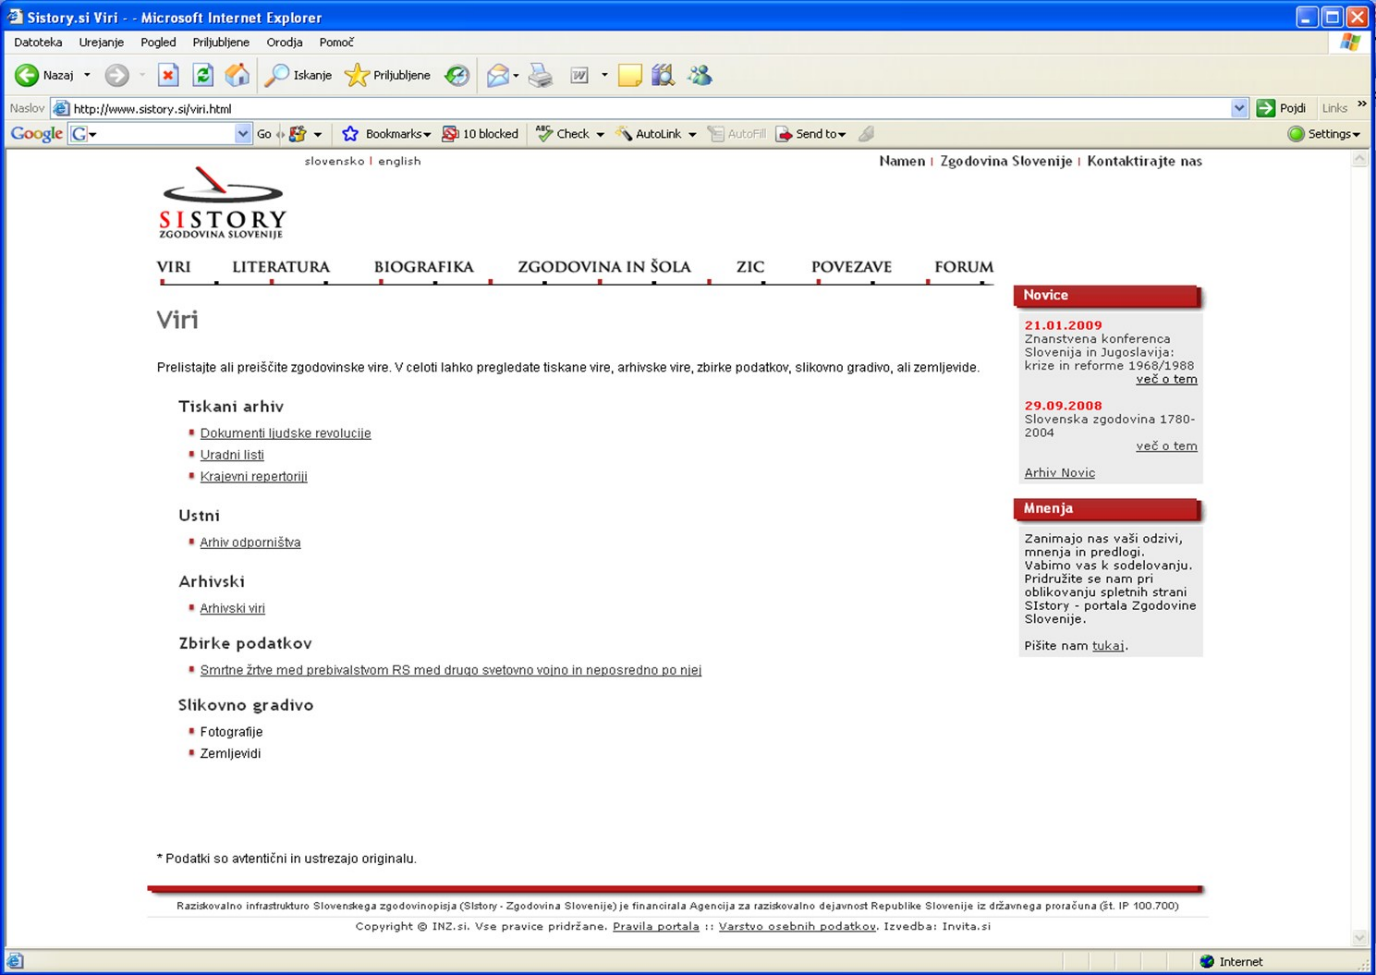 Sistory.si Viri - - Microsoft Internet Explorer
Datoteka Urejanje Pogled Priljubljene Orodja Pomoč
Nazaj Iskanje Priljubljene
Naslov http://www.sistory.si/viri.html Pojdi Links »
Google G Go Bookmarks 10 blocked ABC Check AutoLink AutoFill Send to Settings
slovensko | english
Namen | Zgodovina Slovenije | Kontaktirajte nas
SISTORY
ZGODOVINA SLOVENIJE
VIRI LITERATURA BIOGRAFIKA ZGODOVINA IN ŠOLA ZIC POVEZAVE FORUM
Viri
Prelistajte ali preiščite zgodovinske vire. V celoti lahko pregledate tiskane vire, arhivske vire, zbirke podatkov, slikovno gradivo, ali zemljevide.
Tiskani arhiv
Dokumenti ljudske revolucije
Uradni listi
Krajevni repertoriji
Ustni
Arhiv odporništva
Arhivski
Arhivski viri
Zbirke podatkov
Smrtne žrtve med prebivalstvom RS med drugo svetovno vojno in neposredno po njej
Slikovno gradivo
Fotografije
Zemljevidi
* Podatki so avtentični in ustrezajo originalu.
Novice
21.01.2009
Znanstvena konferenca
Slovenija in Jugoslavija:
krize in reforme 1968/1988
več o tem
29.09.2008
Slovenska zgodovina 1780-
2004
več o tem
Arhiv Novic
Mnenja
Zanimajo nas vaši odzivi,
mnenja in predlogi.
Vabimo vas k sodelovanju.
Pridružite se nam pri
oblikovanju spletnih strani
SIstory - portala Zgodovine
Slovenije.
Pišite nam tukaj.
Raziskovalno infrastrukturo Slovenskega zgodovinopisja (SIstory - Zgodovina Slovenije) je financirala Agencija za raziskovalno dejavnost Republike Slovenije iz državnega proračuna (št. IP 100.700)
Copyright © INZ.si. Vse pravice pridržane. Pravila portala :: Varstvo osebnih podatkov. Izvedba: Invita.si
Internet